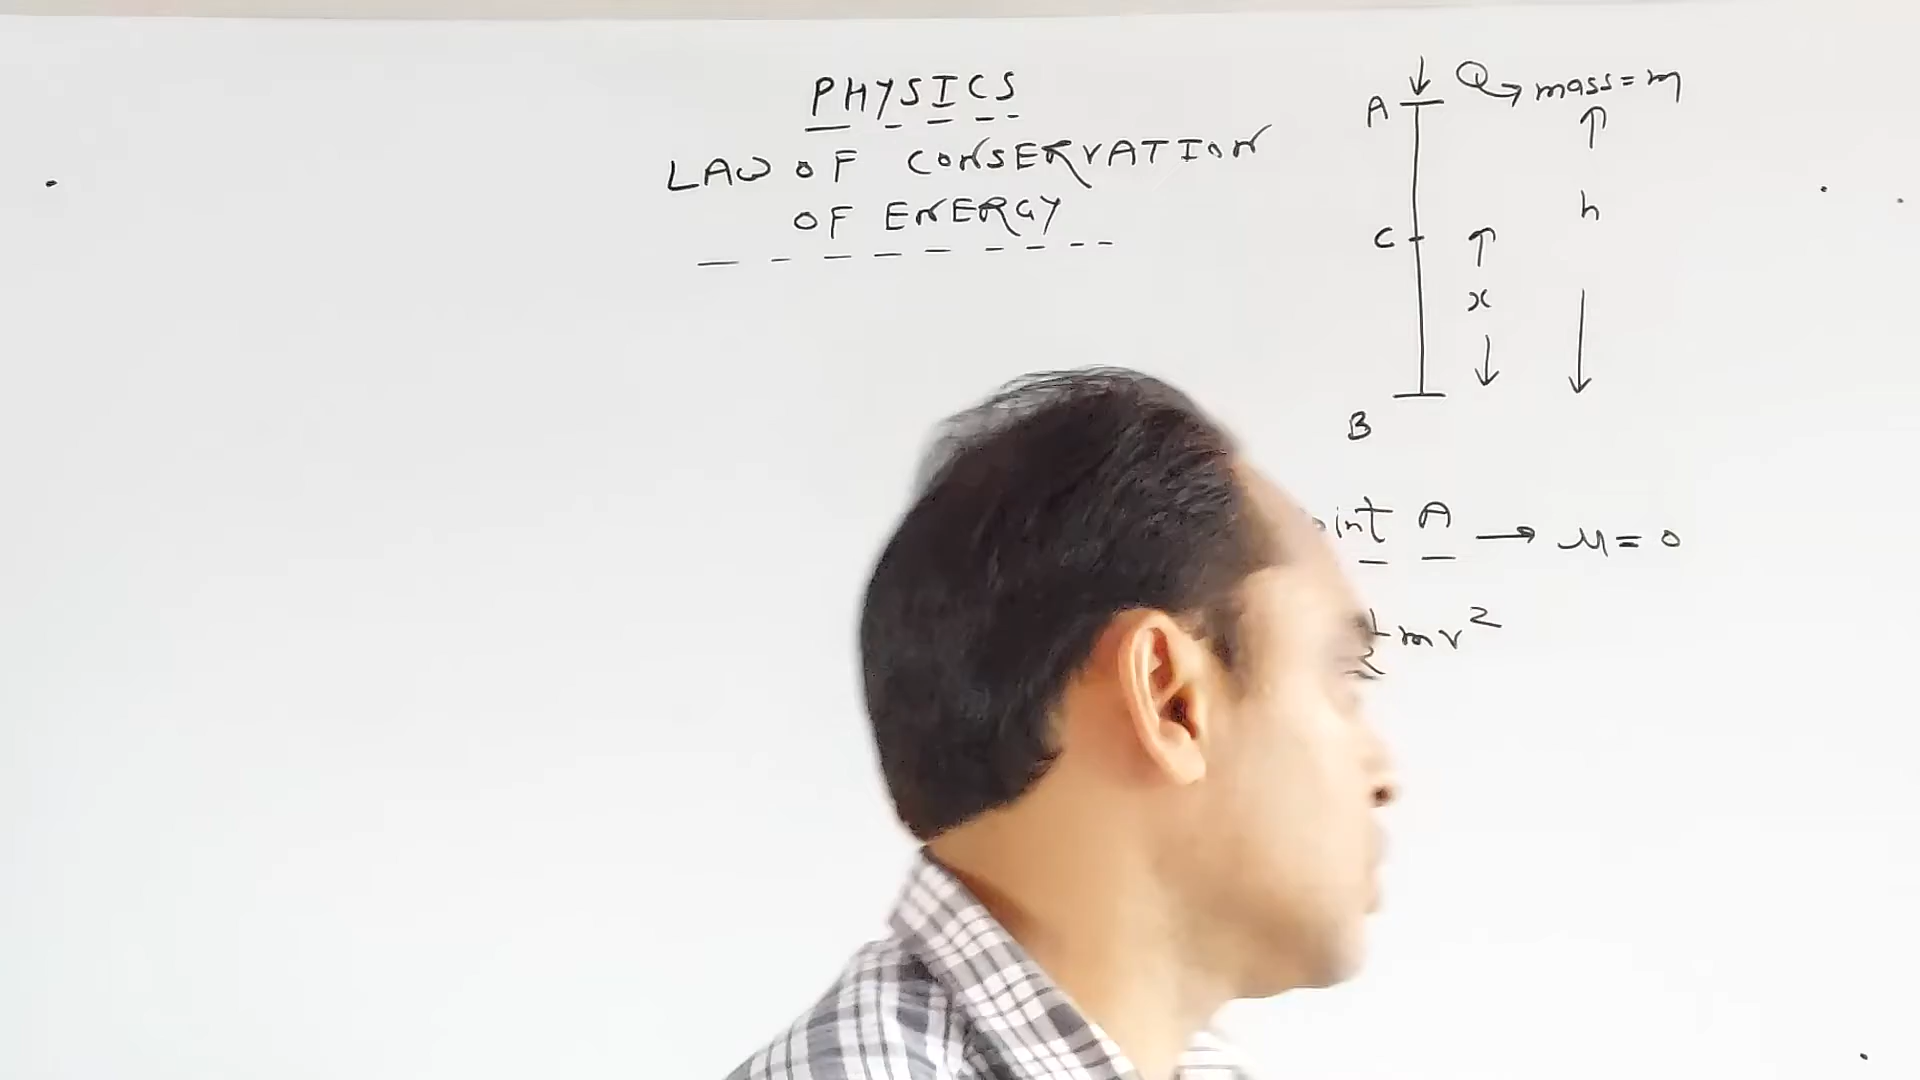 PHYSICS
LAW OF CONSERVATION
OF ENERGY
A
mass = m
h
C
x
B
A → u = 0
mv²